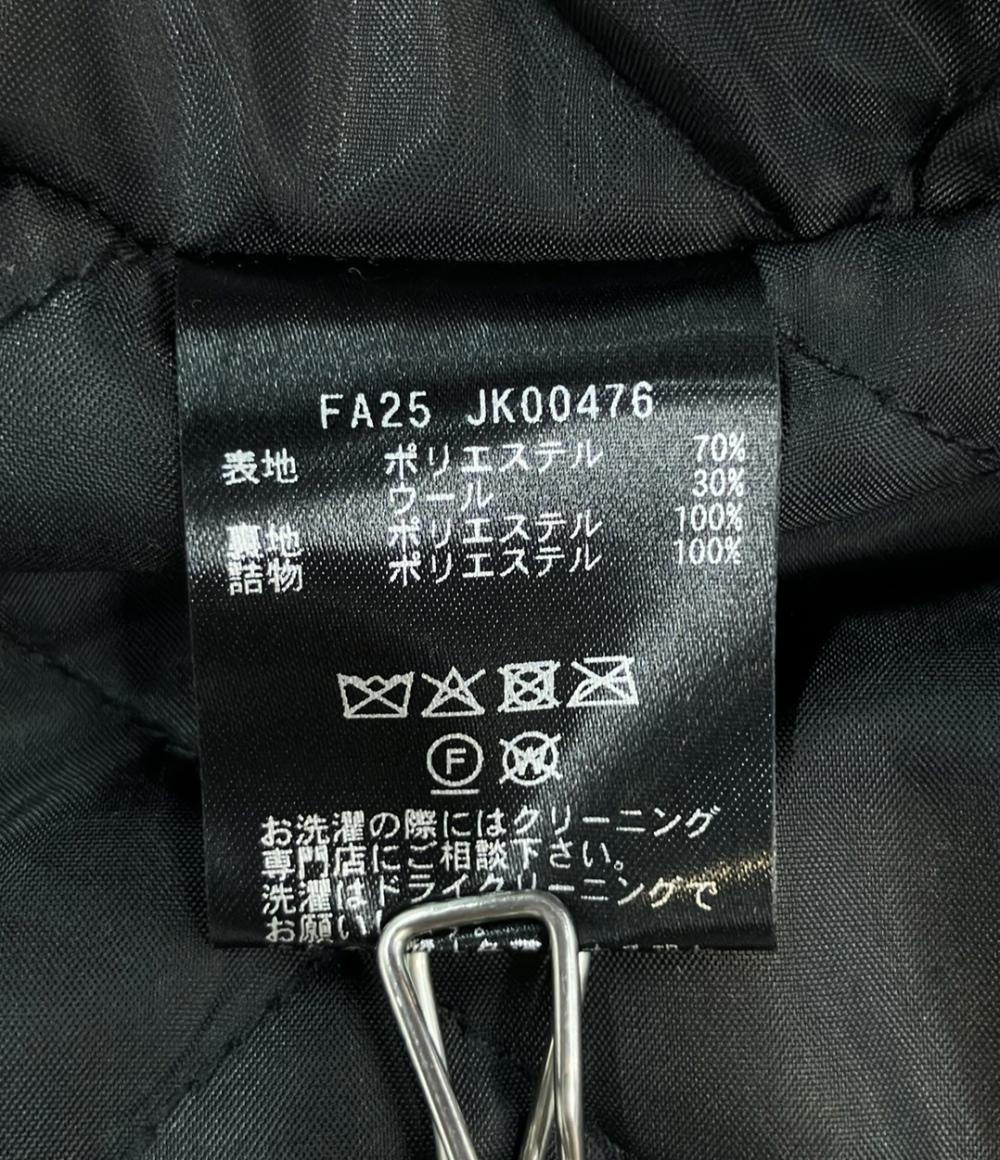 FA25 JK00476
表地 ポリエステル 70%
ウール 30%
裏地 ポリエステル 100%
詰物 ポリエステル 100%
F W
お洗濯の際にはクリーニング
専門店にご相談下さい。
洗濯はドライクリーニングで
お願い